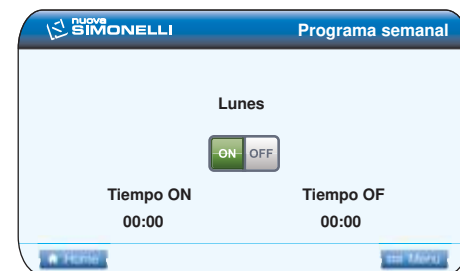 nuova
SIMONELLI
Programa semanal
Lunes
ON OFF
Tiempo ON
Tiempo OF
00:00
00:00
Home
Menu